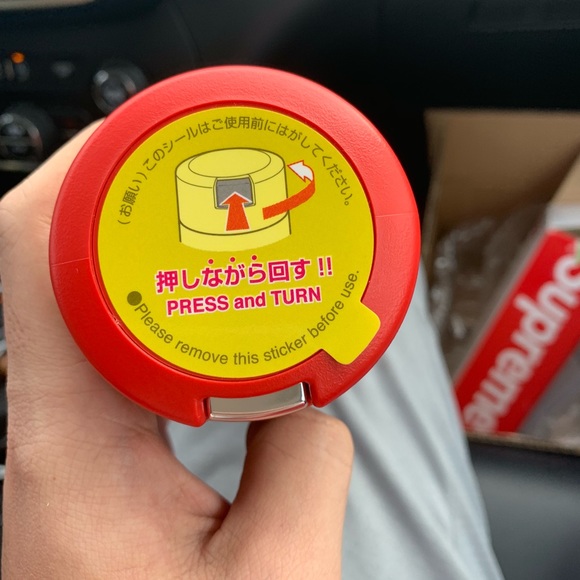 (お願い)このシールはご使用前にはがしてください。
押しながら回す!!
PRESS and TURN
●Please remove this sticker before use.
Supreme